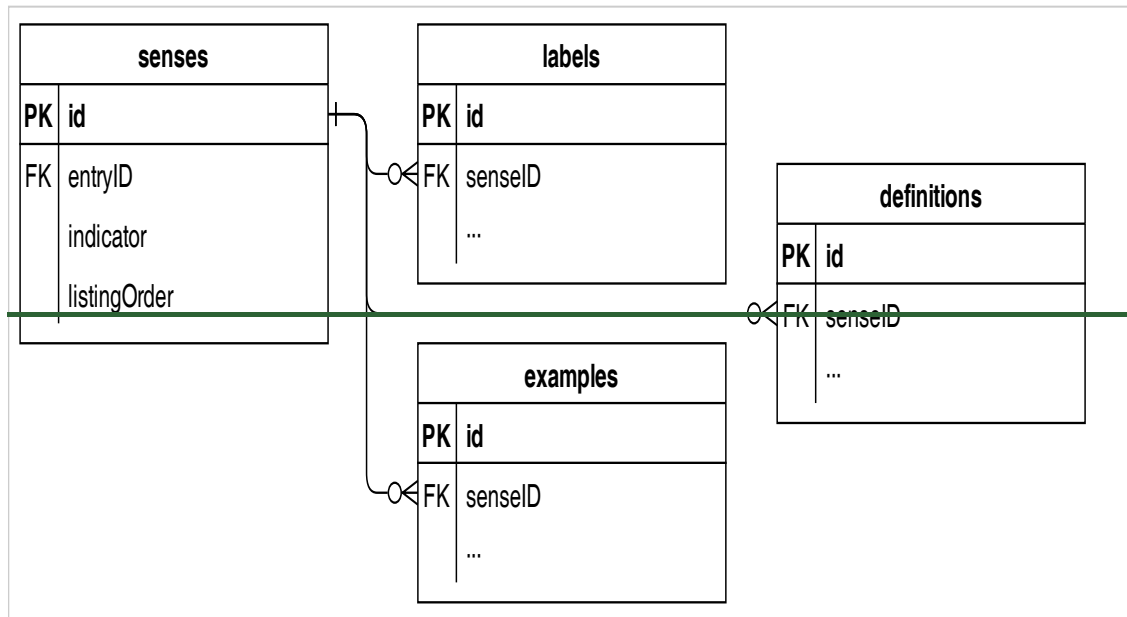 senses
PK id
FK entryID
indicator
listingOrder
labels
PK id
FK senseID
...
definitions
PK id
FK senseID
...
examples
PK id
FK senseID
...